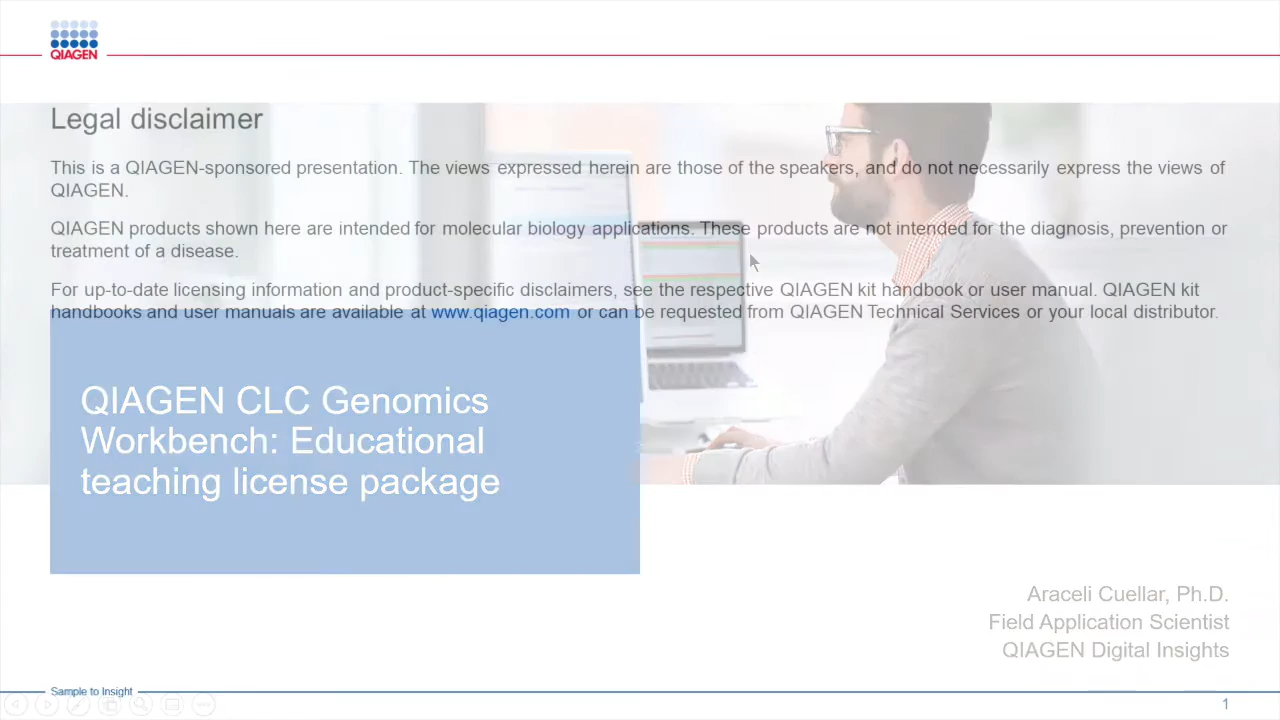 QIAGEN
Legal disclaimer
This is a QIAGEN-sponsored presentation. The views expressed herein are those of the speakers, and do not necessarily express the views of
QIAGEN.
QIAGEN products shown here are intended for molecular biology applications. These products are not intended for the diagnosis, prevention or
treatment of a disease.
For up-to-date licensing information and product-specific disclaimers, see the respective QIAGEN kit handbook or user manual. QIAGEN kit
handbooks and user manuals are available at www.qiagen.com or can be requested from QIAGEN Technical Services or your local distributor.
QIAGEN CLC Genomics
Workbench: Educational
teaching license package
Araceli Cuellar, Ph.D.
Field Application Scientist
QIAGEN Digital Insights
Sample to Insight
1